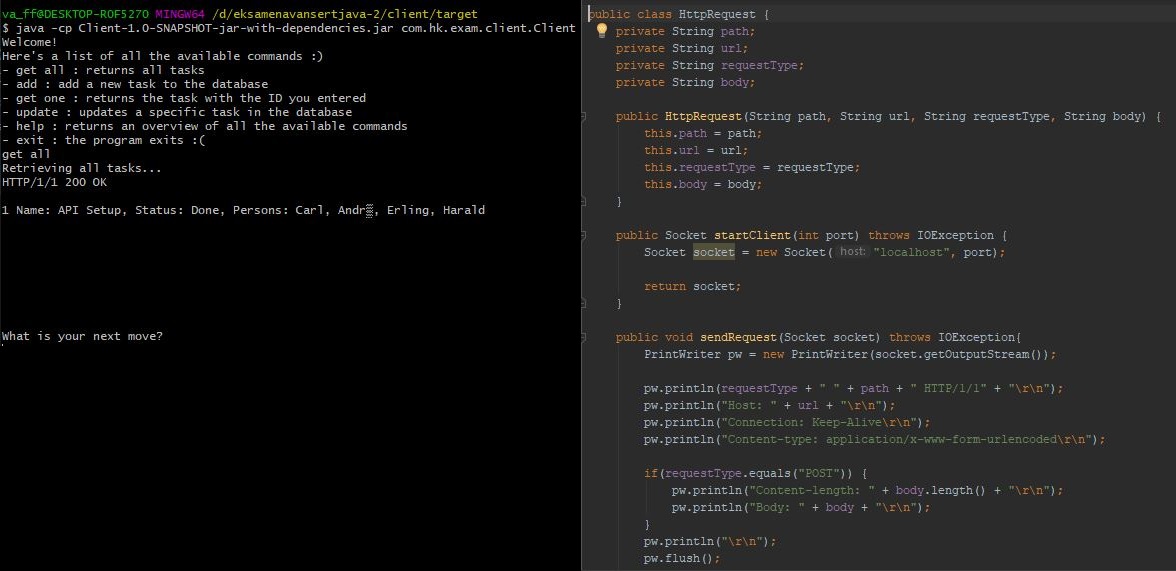 va_ff@DESKTOP-ROF5270 MINGW64 /d/eksamenavansertjava-2/client/target
$ java -cp Client-1.0-SNAPSHOT-jar-with-dependencies.jar com.hk.exam.client.Client
Welcome!
Here's a list of all the available commands :)
- get all : returns all tasks
- add : add a new task to the database
- get one : returns the task with the ID you entered
- update : updates a specific task in the database
- help : returns an overview of all the available commands
- exit : the program exits :(
get all
Retrieving all tasks...
HTTP/1/1 200 OK
1 Name: API Setup, Status: Done, Persons: Carl, Andr▒, Erling, Harald
What is your next move?
public class HttpRequest {
private String path;
private String url;
private String requestType;
private String body;
public HttpRequest(String path, String url, String requestType, String body) {
this.path = path;
this.url = url;
this.requestType = requestType;
this.body = body;
}
public Socket startClient(int port) throws IOException {
Socket socket = new Socket( host: "localhost", port);
return socket;
}
public void sendRequest(Socket socket) throws IOException{
PrintWriter pw = new PrintWriter(socket.getOutputStream());
pw.println(requestType + " " + path + " HTTP/1/1" + "\r\n");
pw.println("Host: " + url + "\r\n");
pw.println("Connection: Keep-Alive\r\n");
pw.println("Content-type: application/x-www-form-urlencoded\r\n");
if(requestType.equals("POST")) {
pw.println("Content-length: " + body.length() + "\r\n");
pw.println("Body: " + body + "\r\n");
}
pw.println("\r\n");
pw.flush();